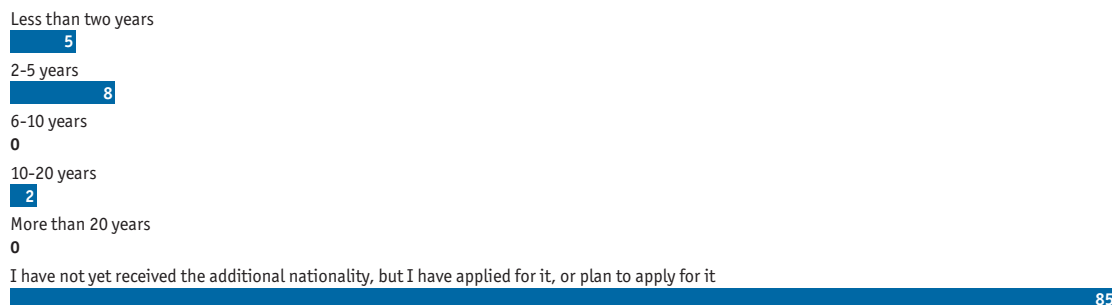 Less than two years
5
2-5 years
8
6-10 years
0
10-20 years
2
More than 20 years
0
I have not yet received the additional nationality, but I have applied for it, or plan to apply for it
85